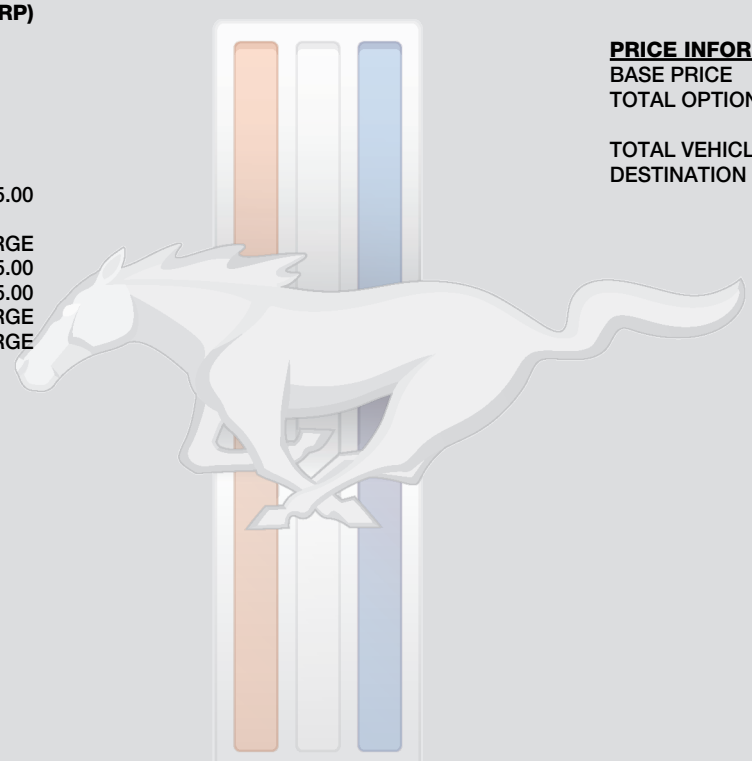 RP)
5.00
RGE
5.00
5.00
RGE
RGE
PRICE INFOR
BASE PRICE
TOTAL OPTION
TOTAL VEHICL
DESTINATION